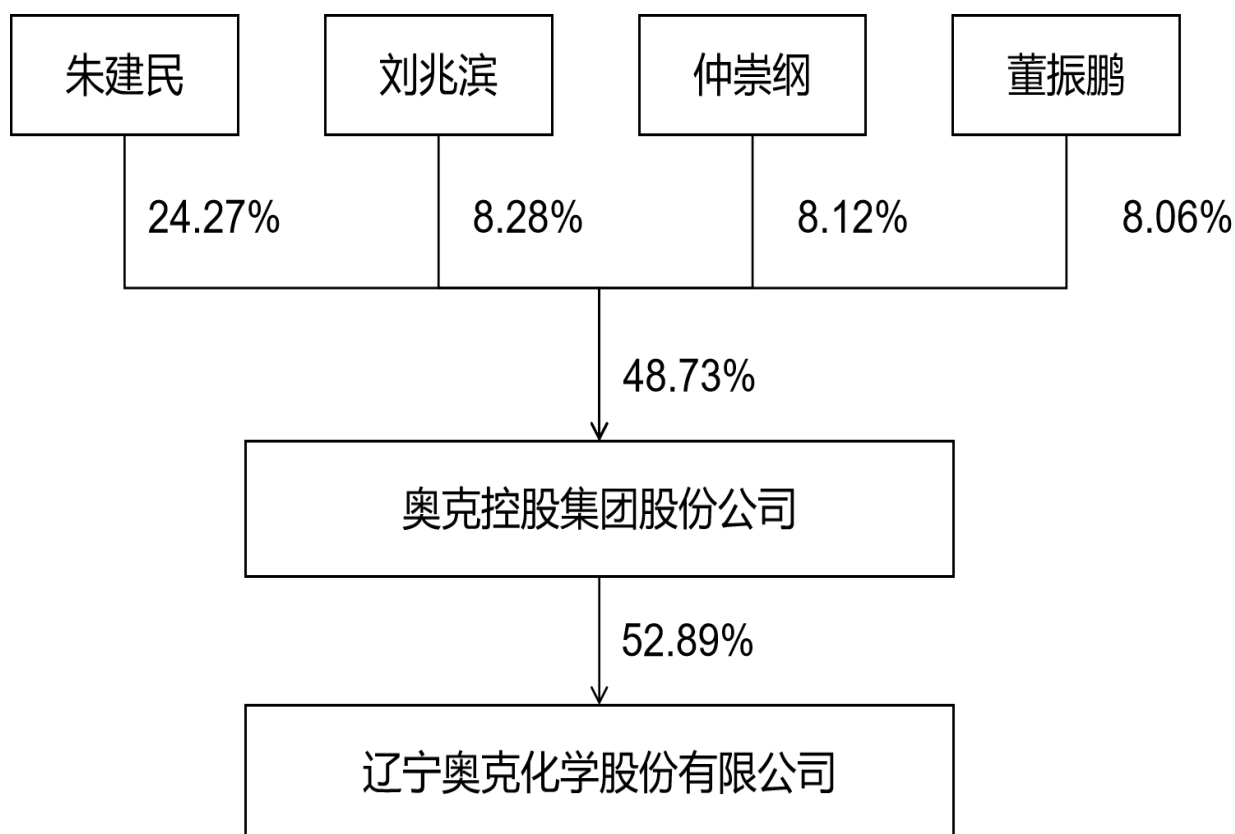 朱建民 刘兆滨 仲崇纲 董振鹏
24.27% 8.28% 8.12% 8.06%
48.73%
奥克控股集团股份公司
52.89%
辽宁奥克化学股份有限公司